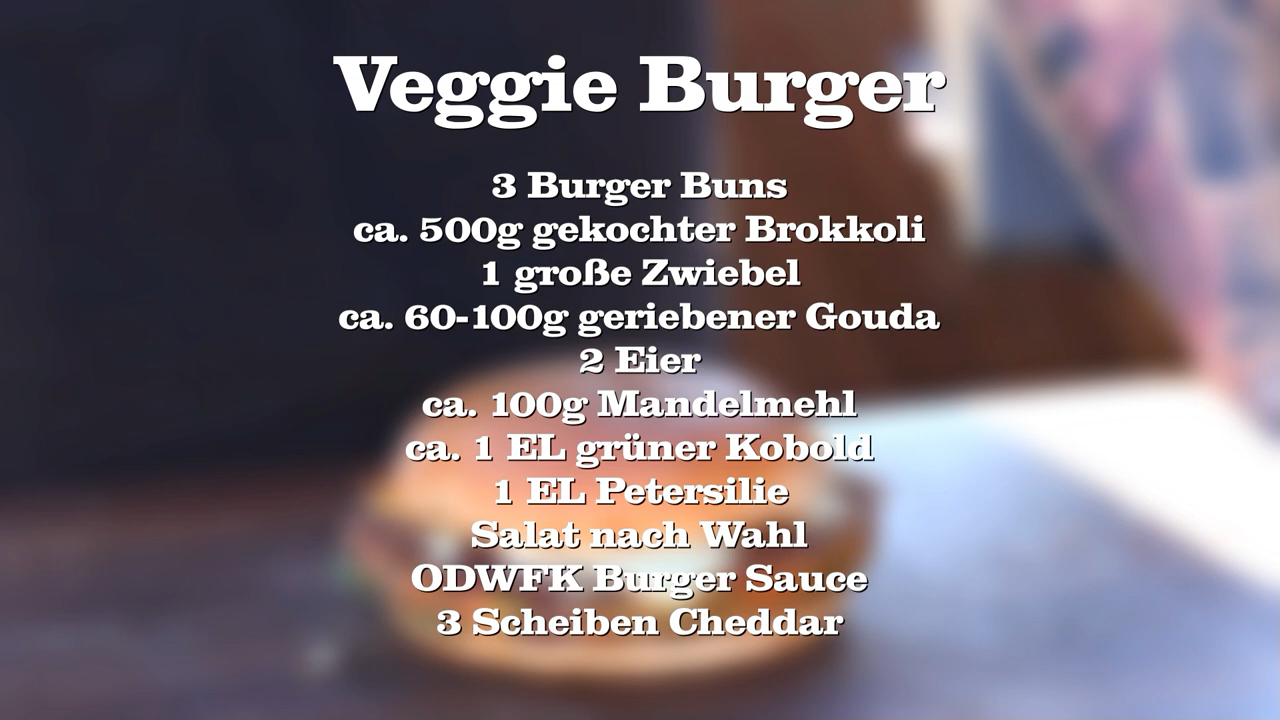 Veggie Burger
3 Burger Buns
ca. 500g gekochter Brokkoli
1 große Zwiebel
ca. 60-100g geriebener Gouda
2 Eier
ca. 100g Mandelmehl
ca. 1 EL grüner Kobold
1 EL Petersilie
Salat nach Wahl
ODWFK Burger Sauce
3 Scheiben Cheddar